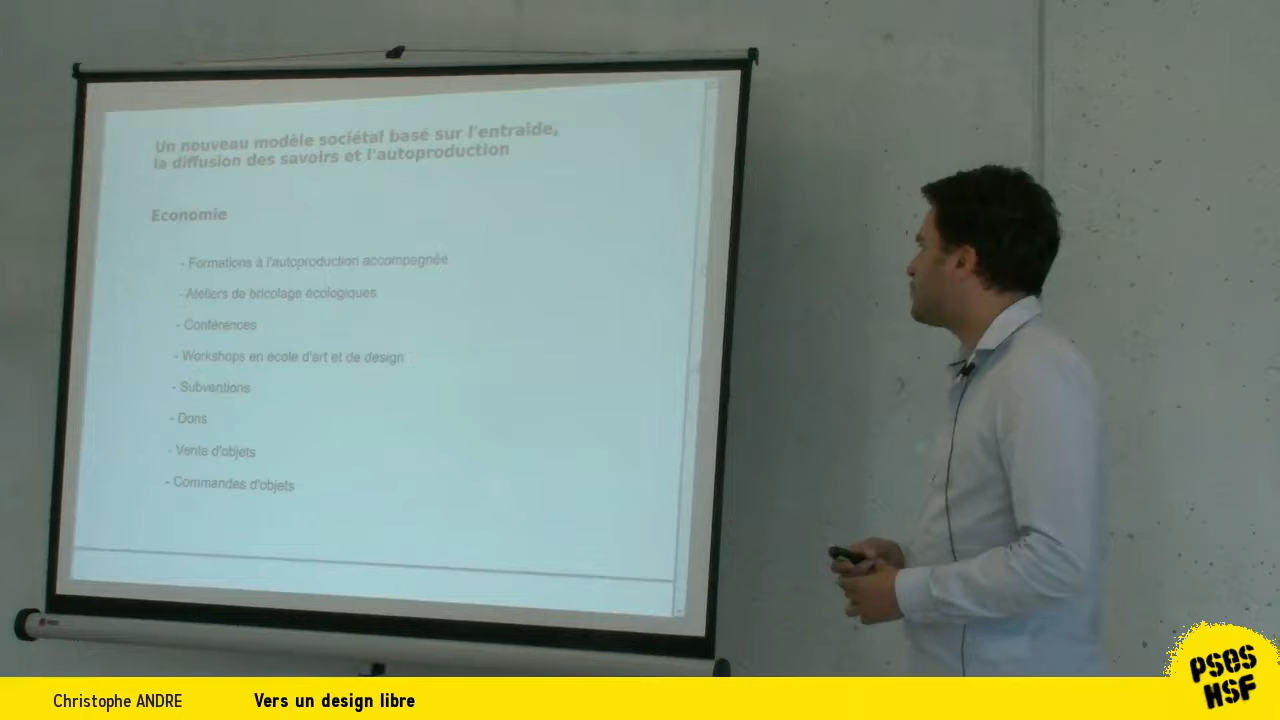 Un nouveau modèle sociétal basé sur l'entraide,
la diffusion des savoirs et l'autoproduction
Economie
- Formations à l'autoproduction accompagnée
- Ateliers de bricolage écologiques
- Conférences
- Workshops en école d'art et de design
- Subventions
- Dons
- Vente d'objets
- Commandes d'objets
Christophe ANDRE
Vers un design libre
PSES
HSF